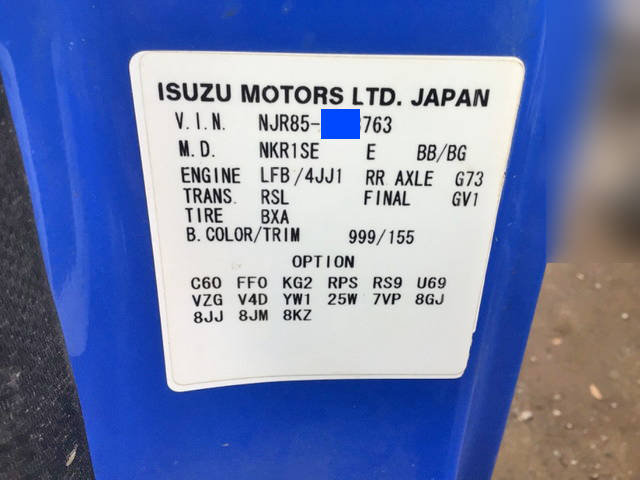 ISUZU MOTORS LTD. JAPAN
V.I.N. NJR85- 763
M.D. NKR1SE E BB/BG
ENGINE LFB/4JJ1 RR AXLE G73
TRANS. RSL FINAL GV1
TIRE BXA
B.COLOR/TRIM 999/155
OPTION
C60 FF0 KG2 RPS RS9 U69
VZG V4D YW1 25W 7VP 8GJ
8JJ 8JM 8KZ